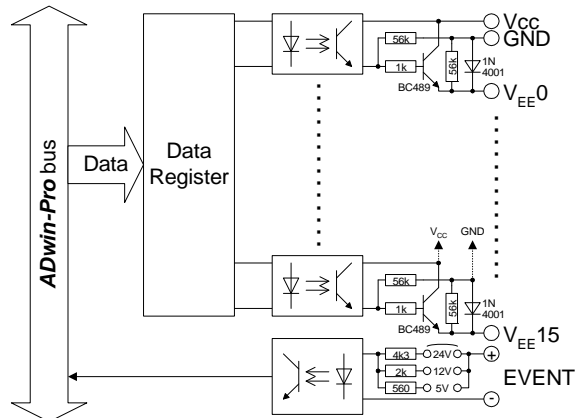 ADwin-Pro bus
Data
Data
Register
56k
1k
56k
1N
4001
BC489
Vcc
GND
VEE0
VCC
GND
56k
1k
56k
1N
4001
BC489
VEE15
4k3
24V
2k
12V
560
5V
+
EVENT
-